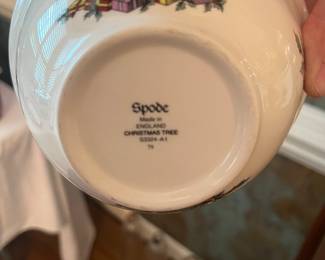 Spode
Made in
ENGLAND
CHRISTMAS TREE
S3324-A1